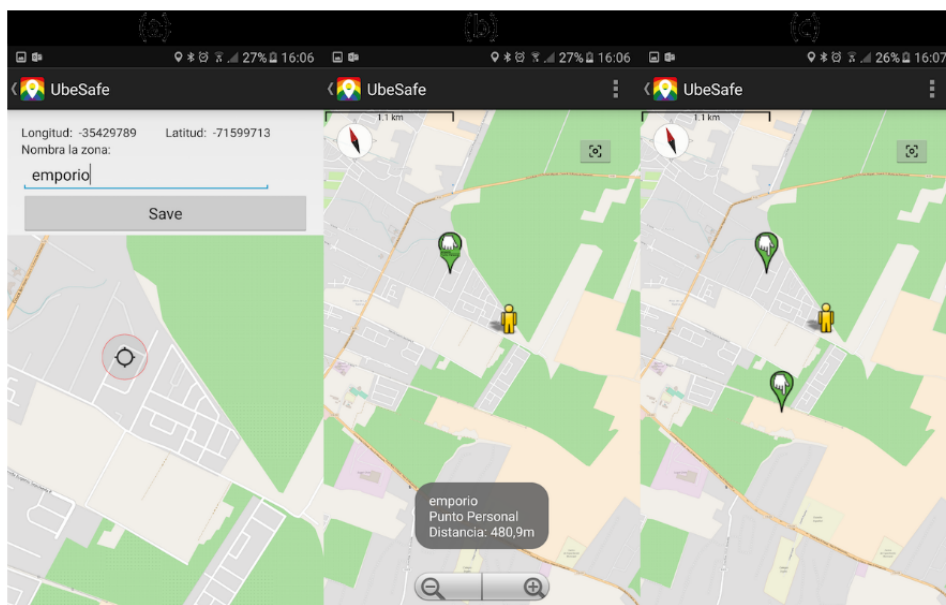 (a)
27% 16:06
UbeSafe
Longitud: -35429789 Latitud: -71599713
Nombra la zona:
emporio
Save
(b)
27% 16:06
UbeSafe
1.1 km
emporio
Punto Personal
Distancia: 480,9m
(c)
26% 16:07
UbeSafe
1.1 km